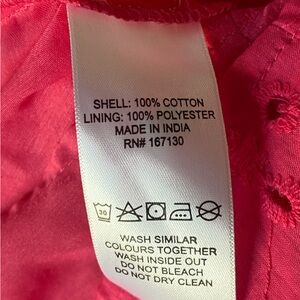 SHELL: 100% COTTON
LINING: 100% POLYESTER
MADE IN INDIA
RN# 167130
30
WASH SIMILAR
COLOURS TOGETHER
WASH INSIDE OUT
DO NOT BLEACH
DO NOT DRY CLEAN